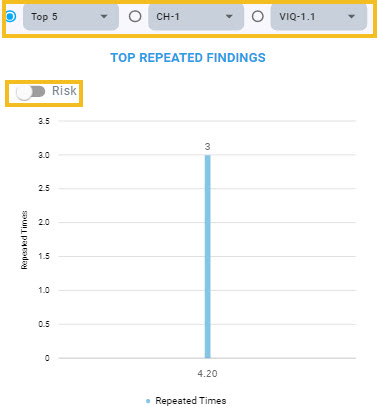 Top 5 CH-1 VIQ-1.1
TOP REPEATED FINDINGS
Risk
3.5
3.0
2.5
2.0
1.5
1.0
0.5
0
Repeated Times
3
4.20
Repeated Times